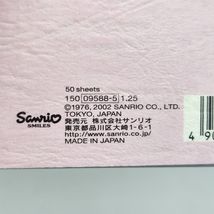 50 sheets
150 09588-5 1.25
©1976, 2002 SANRIO CO., LTD.
TOKYO, JAPAN
発売元 株式会社サンリオ
東京都品川区大崎1-6-1
http://www.sanrio.co.jp/
MADE IN JAPAN
Sanrio
SMILES
4 90